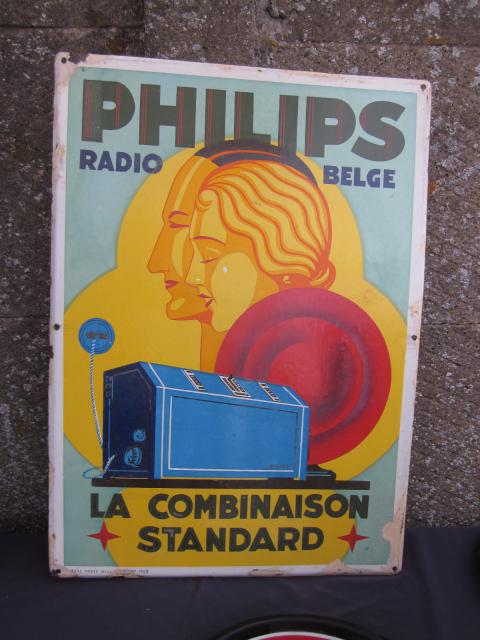 PHILIPS
RADIO BELGE
LA COMBINAISON
STANDARD